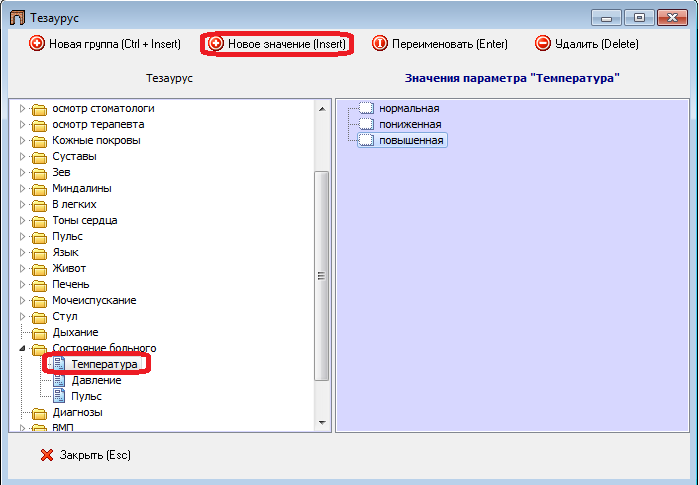 Тезаурус
Новая группа (Ctrl + Insert) Новое значение (Insert) Переименовать (Enter) Удалить (Delete)
Тезаурус
Значения параметра "Температура"
осмотр стоматологи
осмотр терапевта
Кожные покровы
Суставы
Зев
Миндалины
В легких
Тоны сердца
Пульс
Язык
Живот
Печень
Мочеиспускание
Стул
Дыхание
Состояние больного
Температура
Давление
Пульс
Диагнозы
ВМП
нормальная
пониженная
повышенная
Закрыть (Esc)